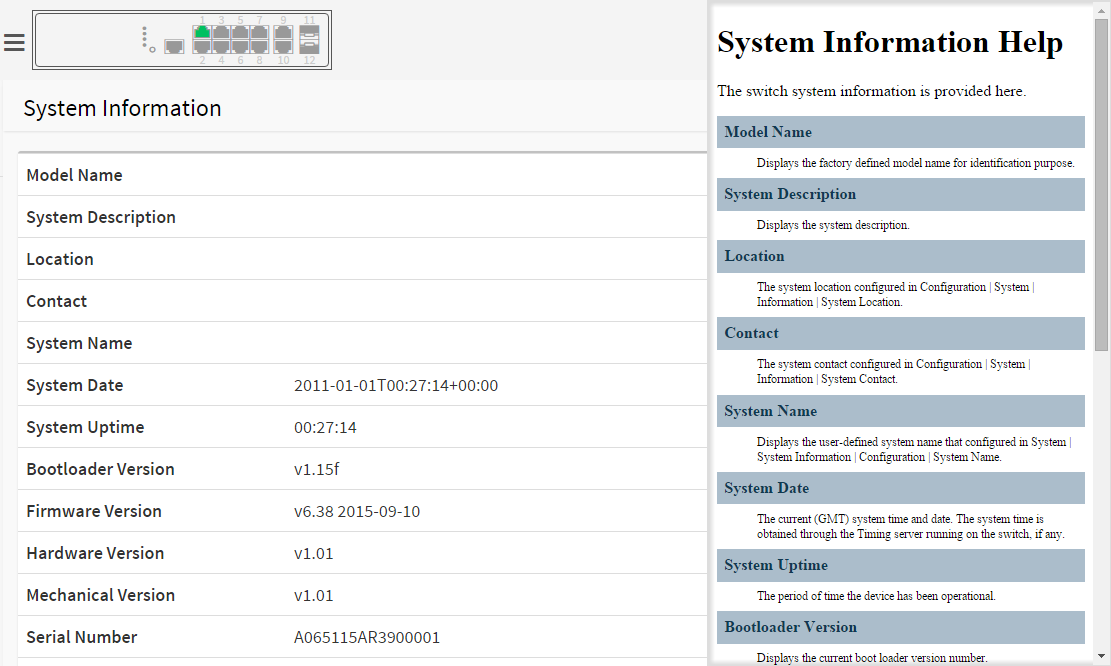 1 3 5 7 9 11
2 4 6 8 10 12
System Information
Model Name
System Description
Location
Contact
System Name
System Date 2011-01-01T00:27:14+00:00
System Uptime 00:27:14
Bootloader Version v1.15f
Firmware Version v6.38 2015-09-10
Hardware Version v1.01
Mechanical Version v1.01
Serial Number A065115AR3900001
System Information Help
The switch system information is provided here.
Model Name
Displays the factory defined model name for identification purpose.
System Description
Displays the system description.
Location
The system location configured in Configuration | System |
Information | System Location.
Contact
The system contact configured in Configuration | System |
Information | System Contact.
System Name
Displays the user-defined system name that configured in System |
System Information | Configuration | System Name.
System Date
The current (GMT) system time and date. The system time is
obtained through the Timing server running on the switch, if any.
System Uptime
The period of time the device has been operational.
Bootloader Version
Displays the current boot loader version number.